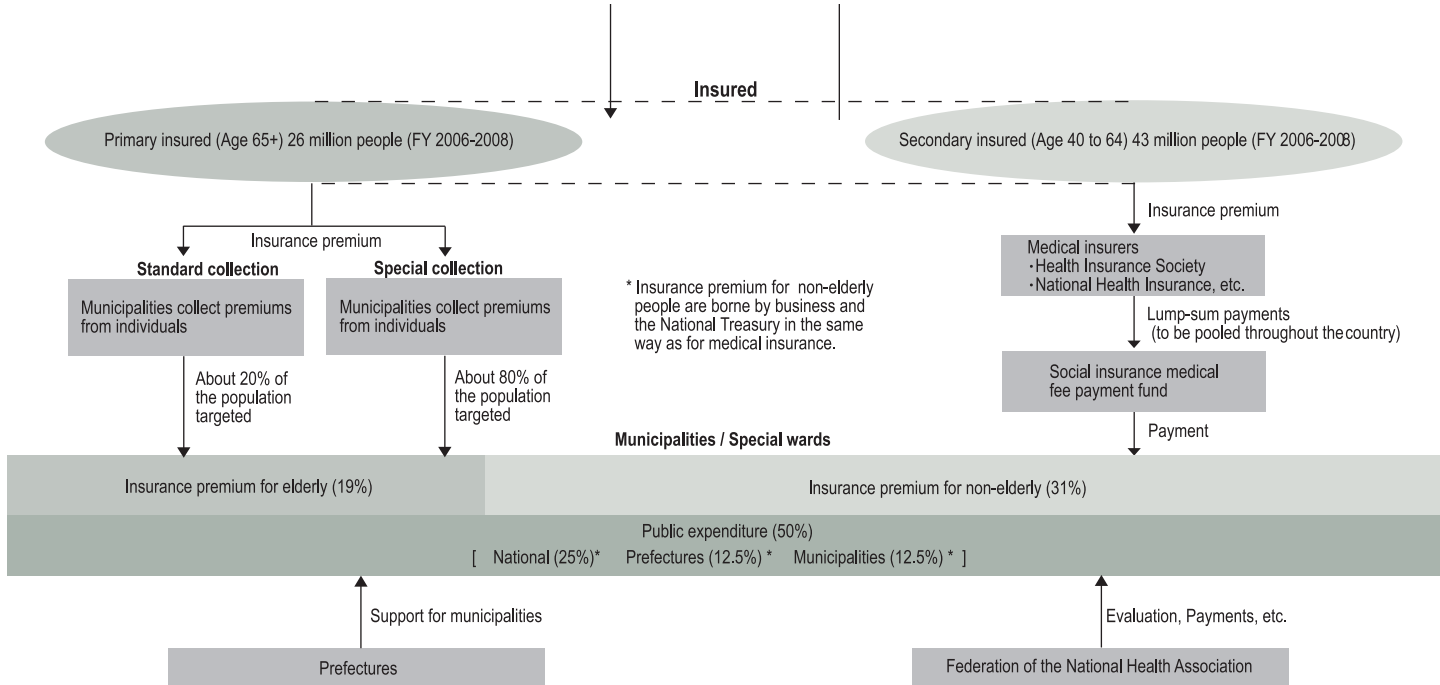 Insured
Primary insured (Age 65+) 26 million people (FY 2006-2008)
Secondary insured (Age 40 to 64) 43 million people (FY 2006-2008)
Insurance premium
Standard collection
Special collection
Municipalities collect premiums
from individuals
Municipalities collect premiums
from individuals
About 20% of
the population
targeted
About 80% of
the population
targeted
* Insurance premium for non-elderly
people are borne by business and
the National Treasury in the same
way as for medical insurance.
Insurance premium
Medical insurers
・Health Insurance Society
・National Health Insurance, etc.
Lump-sum payments
(to be pooled throughout the country)
Social insurance medical
fee payment fund
Payment
Municipalities / Special wards
Insurance premium for elderly (19%)
Insurance premium for non-elderly (31%)
Public expenditure (50%)
[ National (25%)* Prefectures (12.5%) * Municipalities (12.5%) * ]
Support for municipalities
Evaluation, Payments, etc.
Prefectures
Federation of the National Health Association